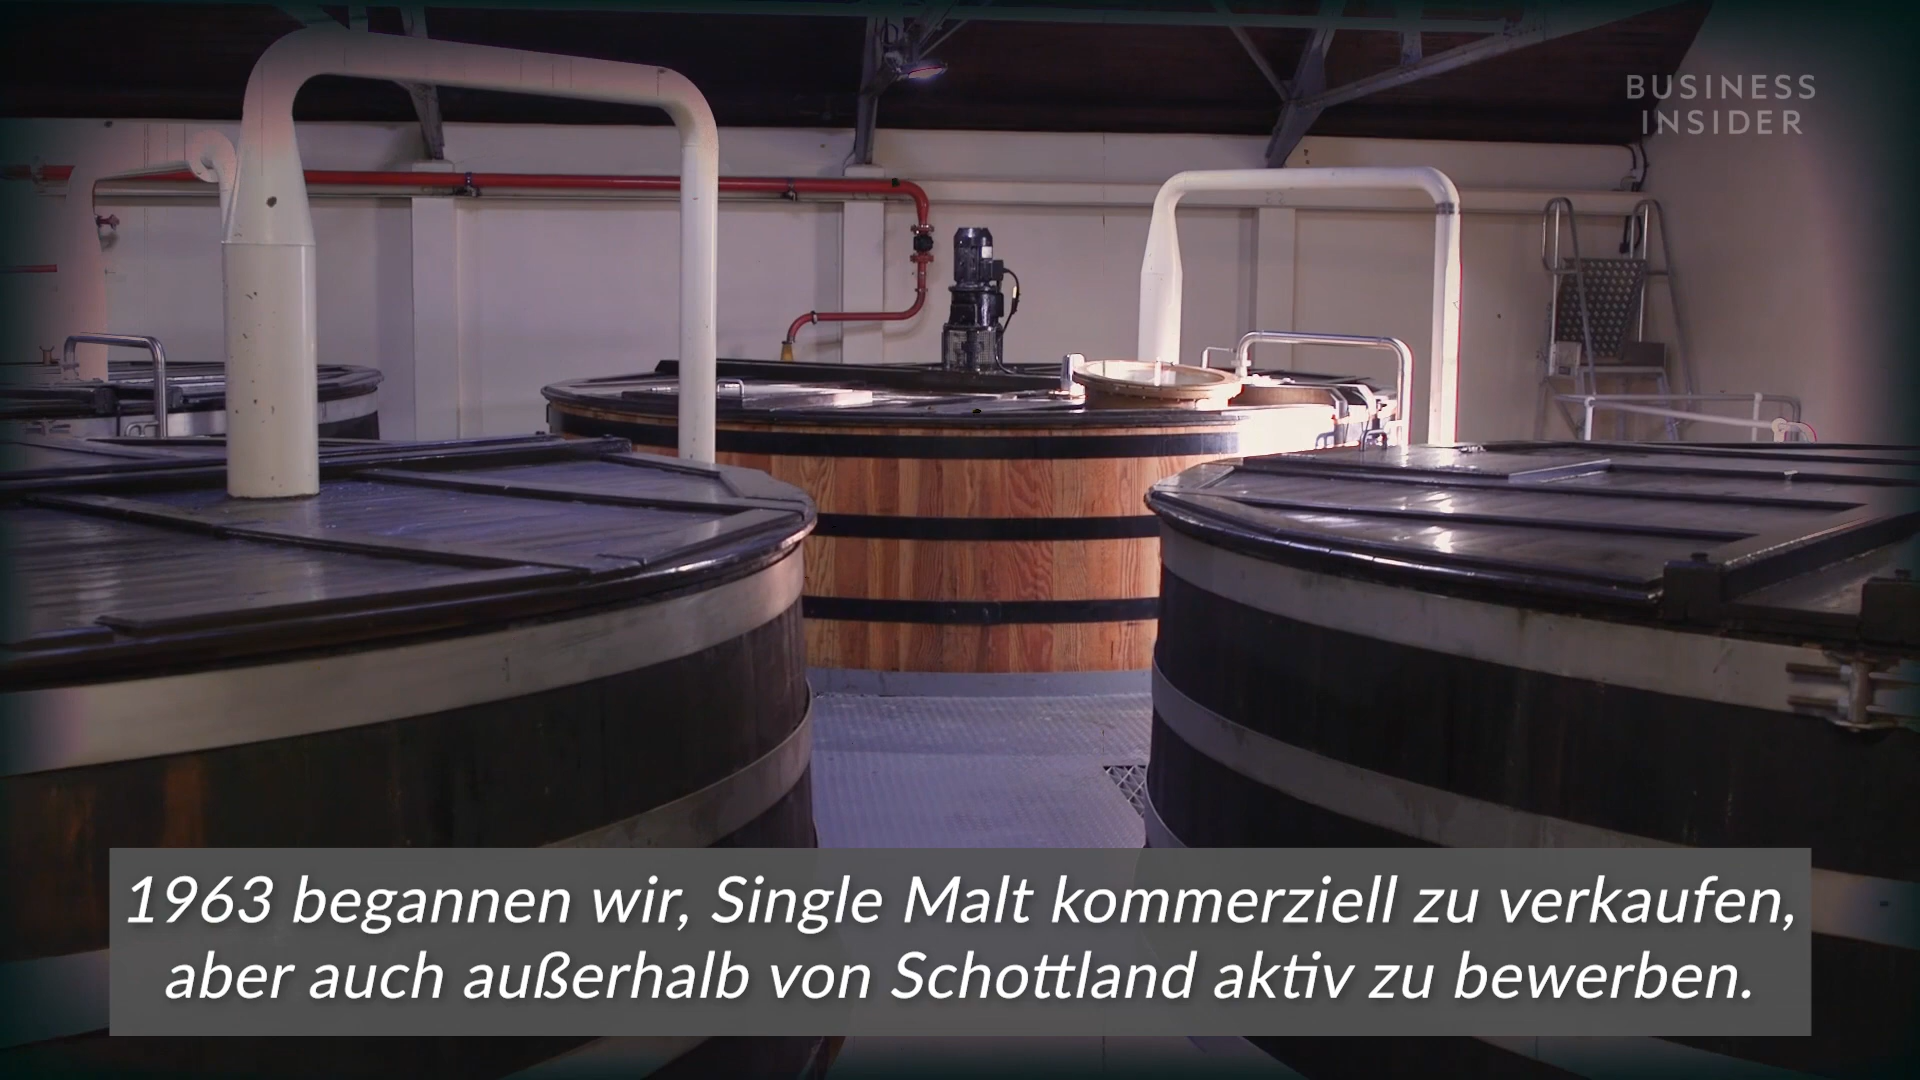 BUSINESS
INSIDER
1963 begannen wir, Single Malt kommerziell zu verkaufen,
aber auch außerhalb von Schottland aktiv zu bewerben.